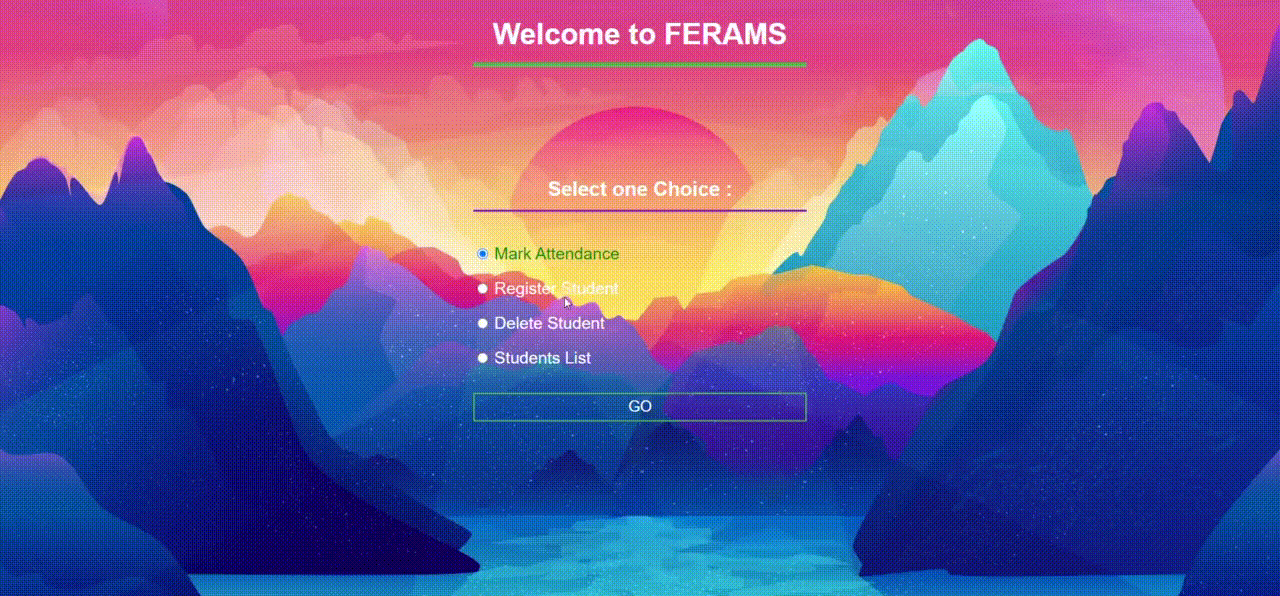 Welcome to FERAMS
Select one Choice :
Mark Attendance
Register Student
Delete Student
Students List
GO